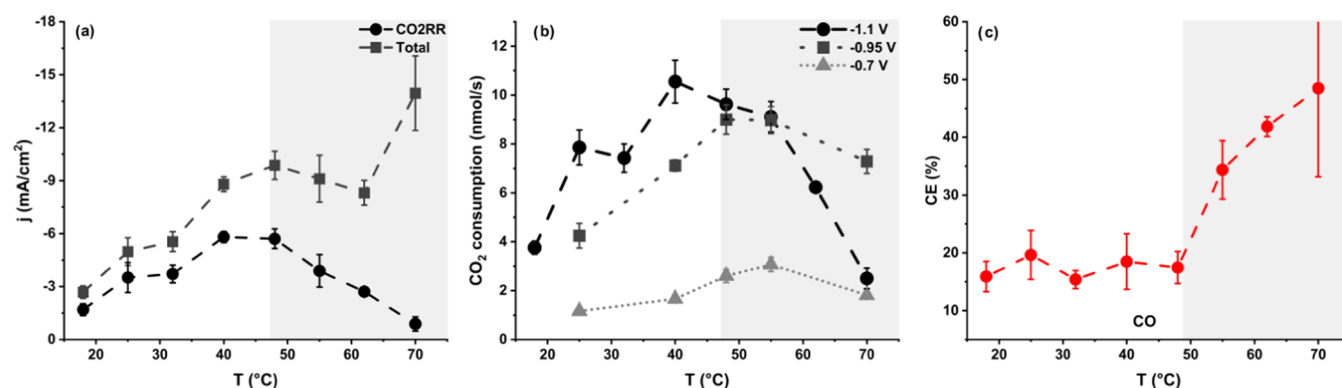 (a)
CO2RR
Total
-18
-15
-12
-9
-6
-3
0
j (mA/cm²)
20 30 40 50 60 70
T (°C)
(b)
-1.1 V
-0.95 V
-0.7 V
12
10
8
6
4
2
0
CO₂ consumption (nmol/s)
20 30 40 50 60 70
T (°C)
(c)
60
50
40
30
20
10
CE (%)
CO
20 30 40 50 60 70
T (°C)